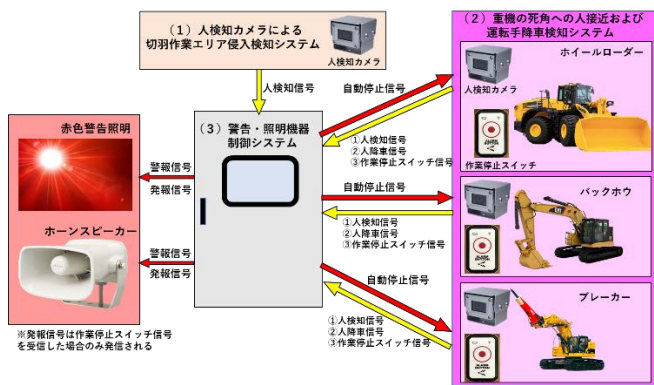 （１）人検知カメラによる
切羽作業エリア侵入検知システム
人検知カメラ
（２）重機の死角への人接近および
運転手降車検知システム
ホイールローダー
人検知カメラ
作業停止スイッチ
人検知信号
自動停止信号
（３）警告・照明機器
制御システム
①人検知信号
②人降車信号
③作業停止スイッチ信号
赤色警告照明
警報信号
発報信号
ホーンスピーカー
警報信号
発報信号
※発報信号は作業停止スイッチ信号
を受信した場合のみ発信される
自動停止信号
①人検知信号
②人降車信号
③作業停止スイッチ信号
バックホウ
自動停止信号
①人検知信号
②人降車信号
③作業停止スイッチ信号
ブレーカー